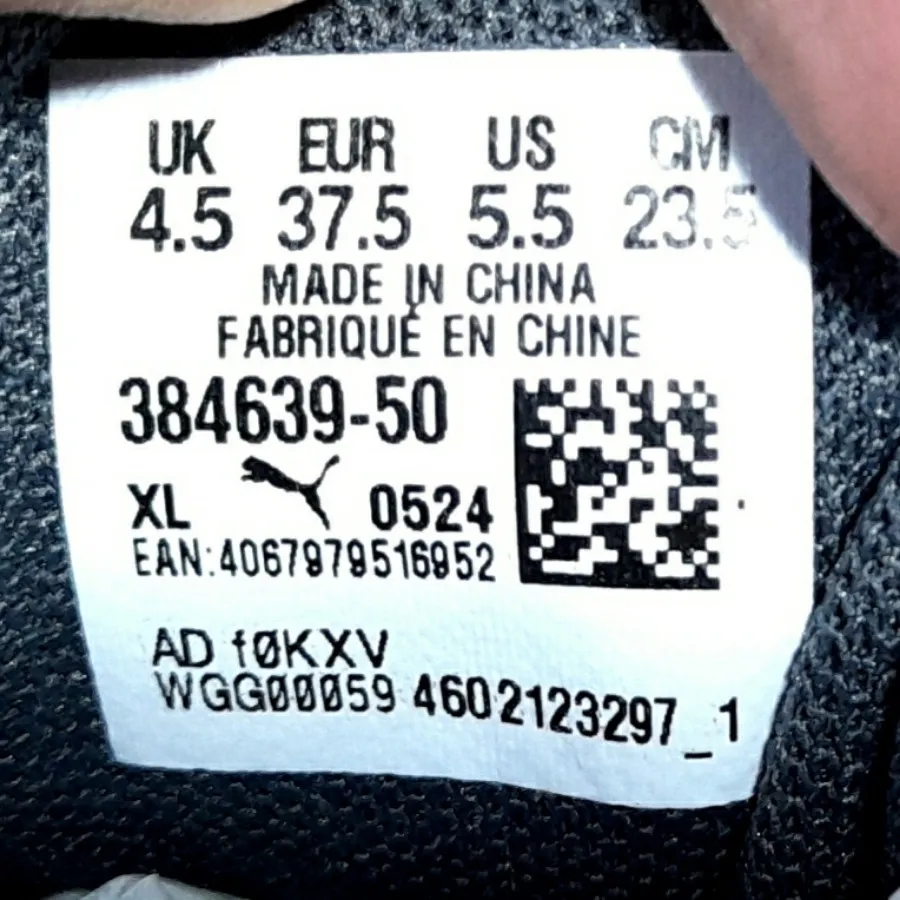 UK EUR US CM
4.5 37.5 5.5 23.5
MADE IN CHINA
FABRIQUÉ EN CHINE
384639-50
XL 0524
EAN:4067979516952
AD f0KXV
WGG00059 4602123297_1